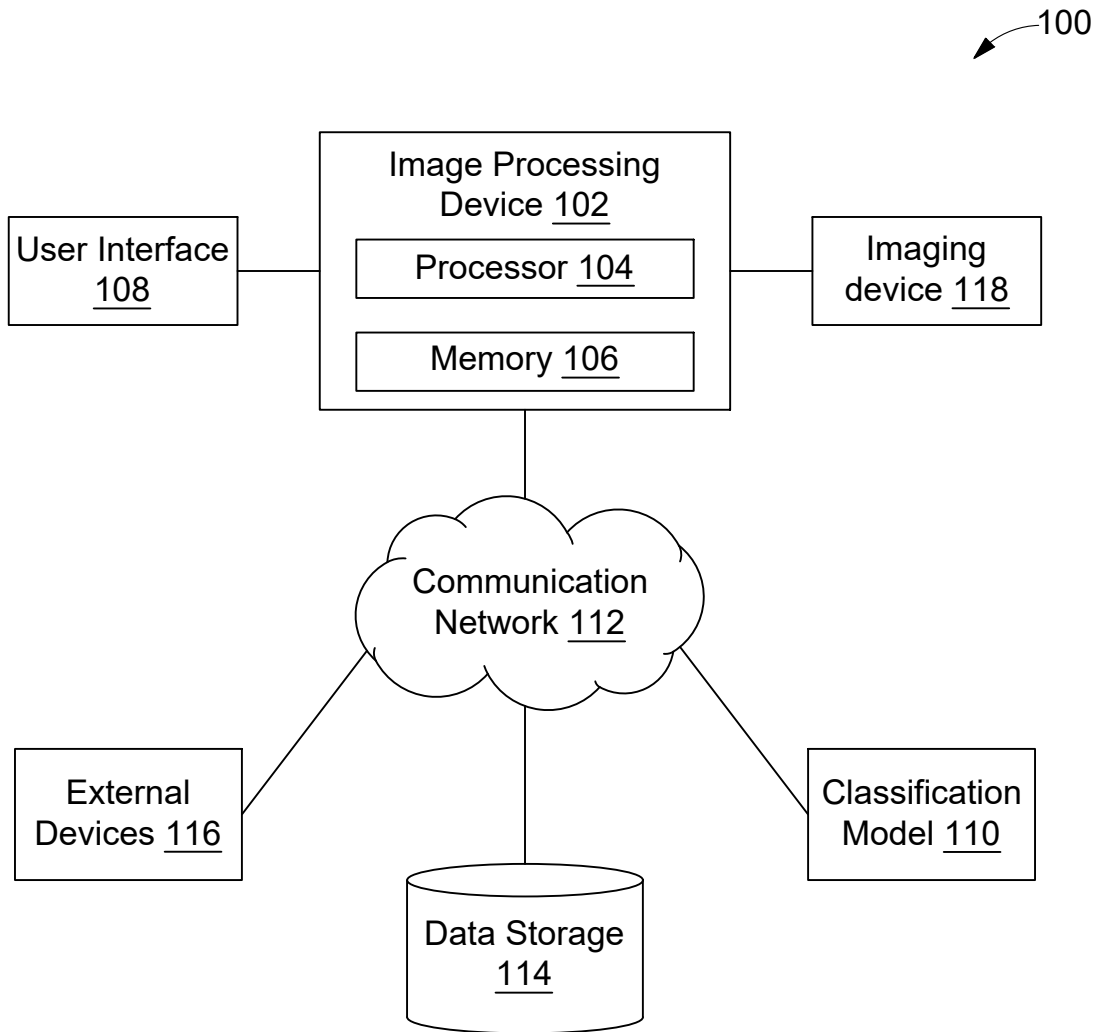 100
Image Processing
Device 102
User Interface
108
Processor 104
Imaging
device 118
Memory 106
Communication
Network 112
External
Devices 116
Classification
Model 110
Data Storage
114